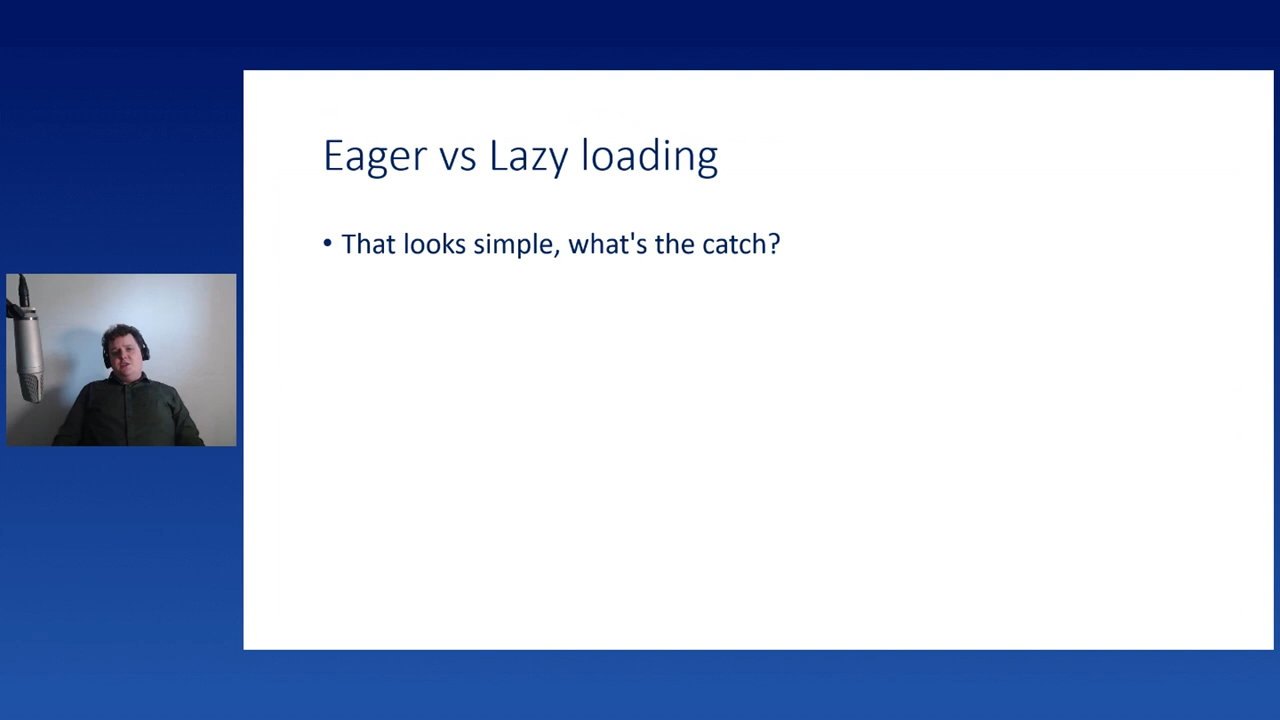 Eager vs Lazy loading
• That looks simple, what's the catch?